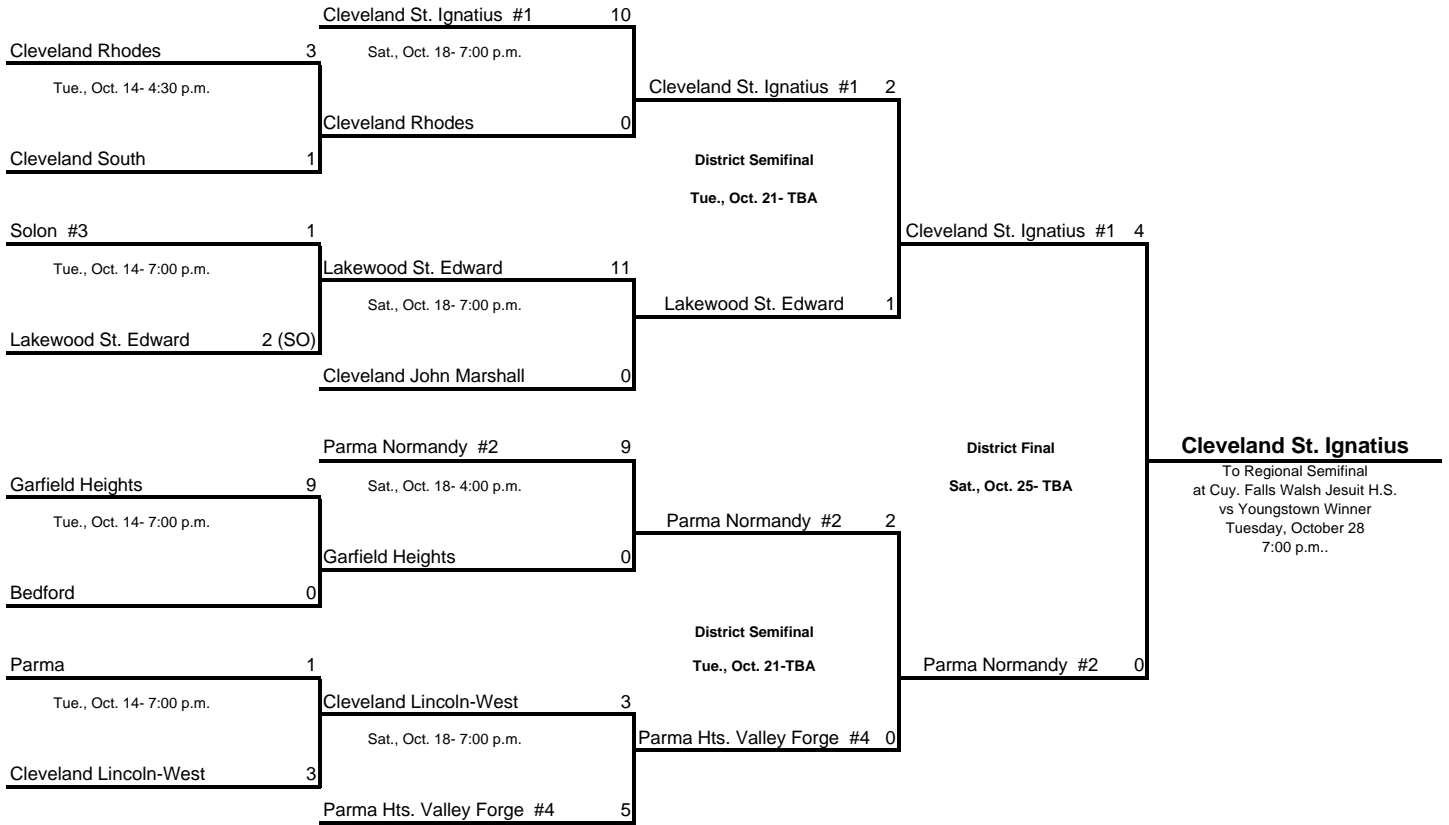 Cleveland St. Ignatius #1 10
Cleveland Rhodes 3
Sat., Oct. 18- 7:00 p.m.
Tue., Oct. 14- 4:30 p.m.
Cleveland St. Ignatius #1 2
Cleveland Rhodes 0
Cleveland South 1
District Semifinal
Tue., Oct. 21- TBA
Solon #3 1
Cleveland St. Ignatius #1 4
Tue., Oct. 14- 7:00 p.m.
Lakewood St. Edward 11
Sat., Oct. 18- 7:00 p.m.
Lakewood St. Edward 1
Lakewood St. Edward 2 (SO)
Cleveland John Marshall 0
Parma Normandy #2 9
District Final
Cleveland St. Ignatius
To Regional Semifinal
at Cuy. Falls Walsh Jesuit H.S.
vs Youngstown Winner
Tuesday, October 28
7:00 p.m..
Garfield Heights 9
Sat., Oct. 18- 4:00 p.m.
Sat., Oct. 25- TBA
Tue., Oct. 14- 7:00 p.m.
Parma Normandy #2 2
Garfield Heights 0
Bedford 0
District Semifinal
Tue., Oct. 21-TBA
Parma 1
Parma Normandy #2 0
Tue., Oct. 14- 7:00 p.m.
Cleveland Lincoln-West 3
Sat., Oct. 18- 7:00 p.m.
Parma Hts. Valley Forge #4 0
Cleveland Lincoln-West 3
Parma Hts. Valley Forge #4 5